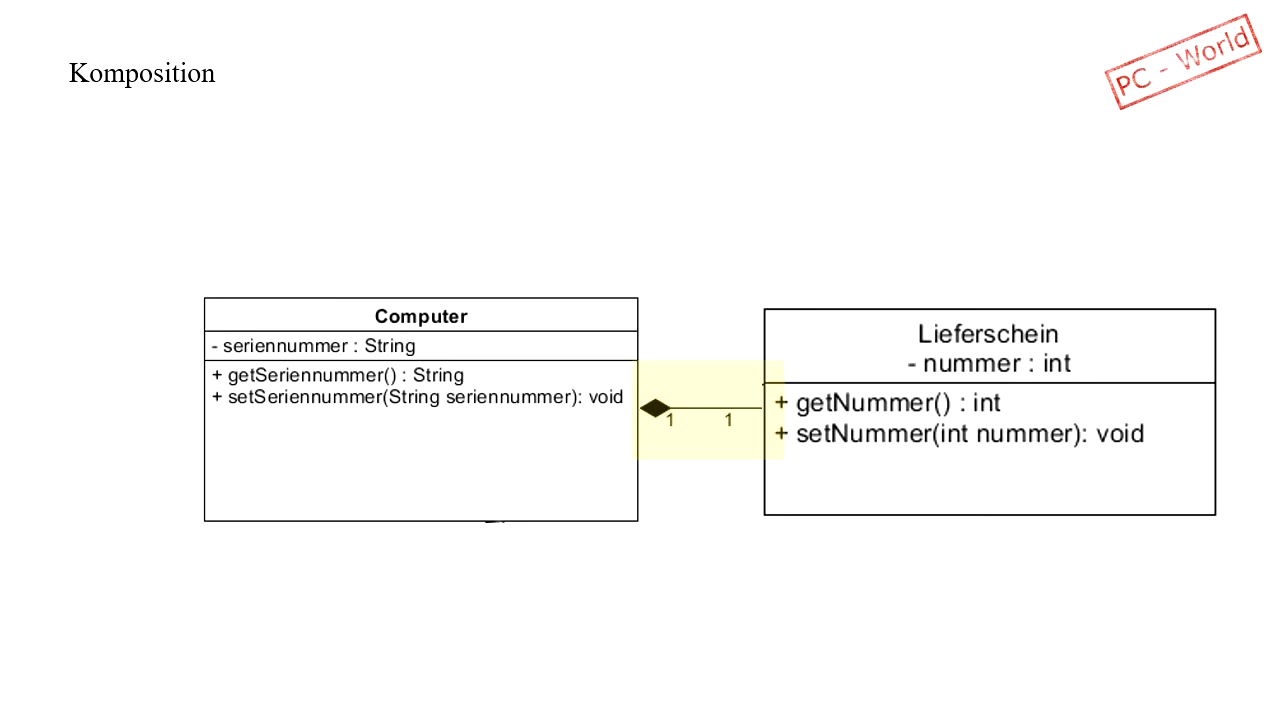 Komposition
PC - World
Computer
- seriennummer : String
+ getSeriennummer() : String
+ setSeriennummer(String seriennummer): void
1 1
Lieferschein
- nummer : int
+ getNummer() : int
+ setNummer(int nummer): void